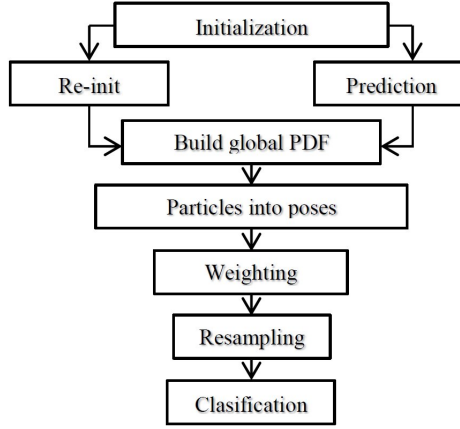 Initialization
Re-init
Prediction
Build global PDF
Particles into poses
Weighting
Resampling
Clasification